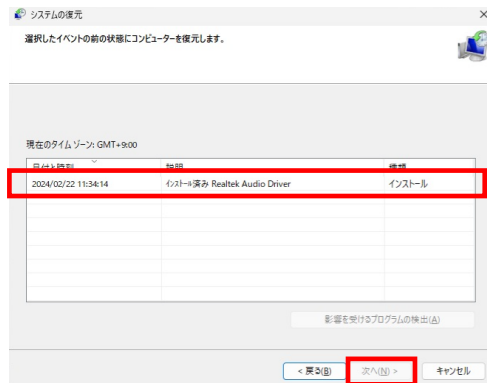 システムの復元
選択したイベントの前の状態にコンピューターを復元します。
現在のタイム ゾーン: GMT+9:00
日付と時刻 説明 種類
2024/02/22 11:34:14 インストール済み Realtek Audio Driver インストール
影響を受けるプログラムの検出(A)
< 戻る(B) 次へ(N) > キャンセル